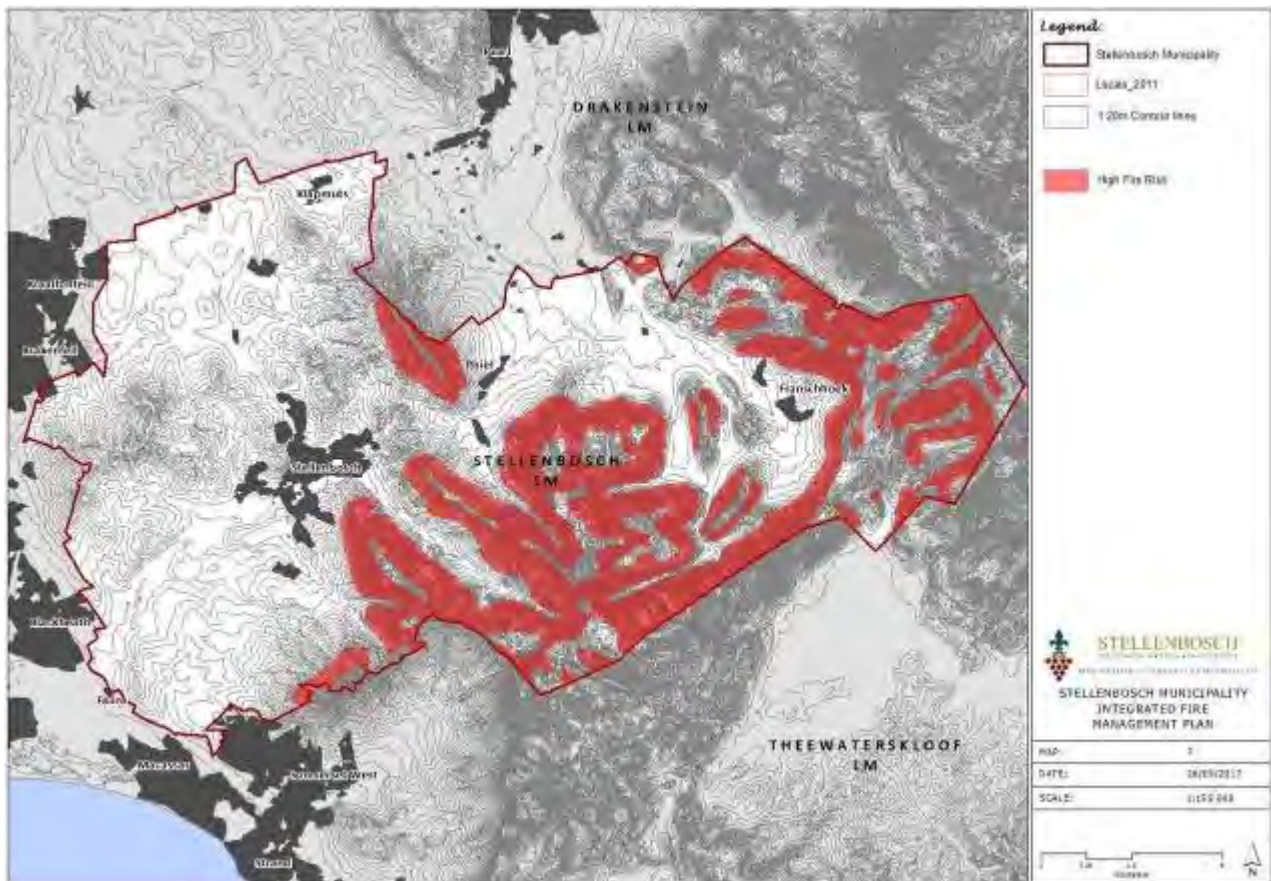 Legend:
Stellenbosch Municipality
Locals_2011
1:20m Contour lines
High Fire Risk
Paarl
DRAKENSTEIN
LM
Klapmuts
Kraaifontein
Pniel
Franschhoek
STELLENBOSCH
LM
Stellenbosch
Faure
Macassar
Somerset West
Strand
THEEWATERSKLOOF
LM
STELLENBOSCH
STELLENBOSCH MUNICIPALITY
INTEGRATED FIRE
MANAGEMENT PLAN
MAP:
DATE:
SCALE:
N